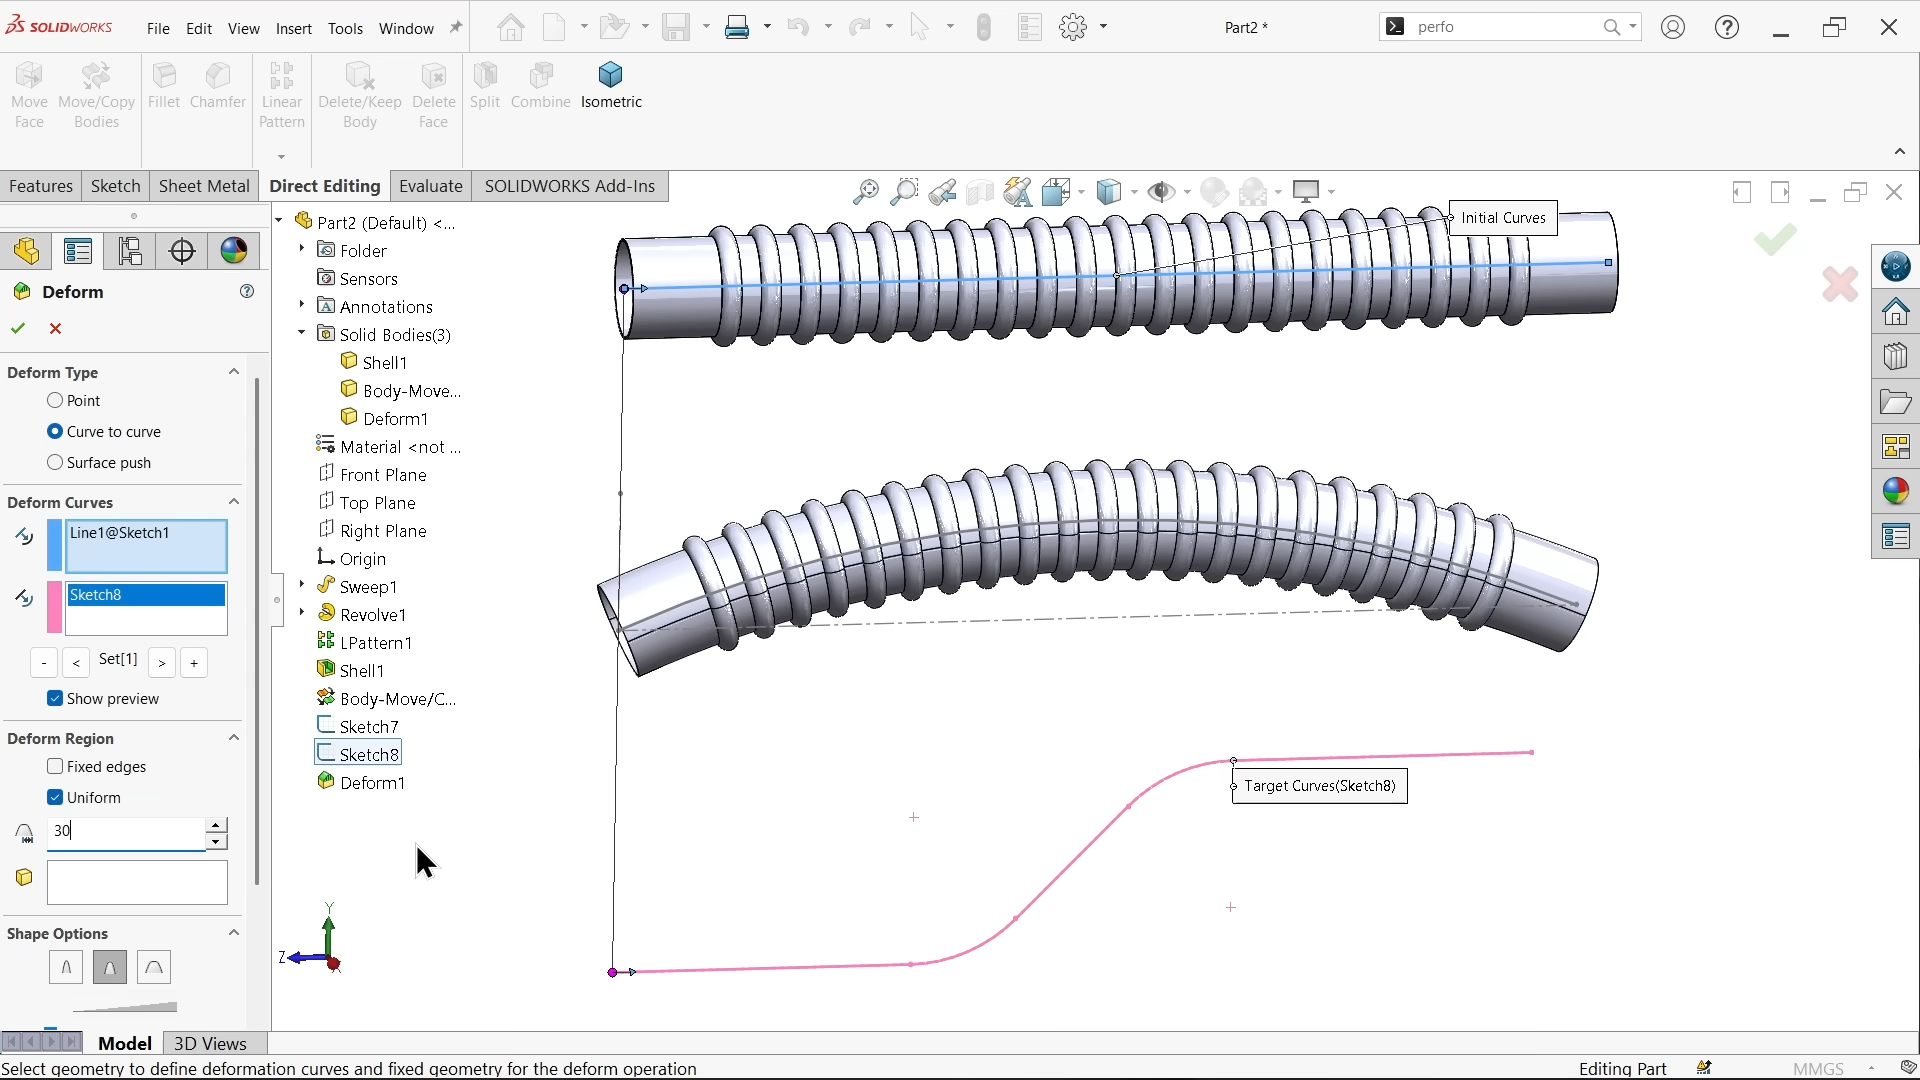 SOLIDWORKS
File Edit View Insert Tools Window
Part2 *
perfo
Move Face
Move/Copy Bodies
Fillet
Chamfer
Linear Pattern
Delete/Keep Body
Delete Face
Split
Combine
Isometric
Features Sketch Sheet Metal Direct Editing Evaluate SOLIDWORKS Add-Ins
Deform
Deform Type
Point
Curve to curve
Surface push
Deform Curves
Line1@Sketch1
Sketch8
- < Set[1] > +
Show preview
Deform Region
Fixed edges
Uniform
30
Shape Options
Part2 (Default) <...
Folder
Sensors
Annotations
Solid Bodies(3)
Shell1
Body-Move...
Deform1
Material <not ...
Front Plane
Top Plane
Right Plane
Origin
Sweep1
Revolve1
LPattern1
Shell1
Body-Move/C...
Sketch7
Sketch8
Deform1
Initial Curves
Target Curves(Sketch8)
Y
Z
Model 3D Views
Select geometry to define deformation curves and fixed geometry for the deform operation
Editing Part
MMGS